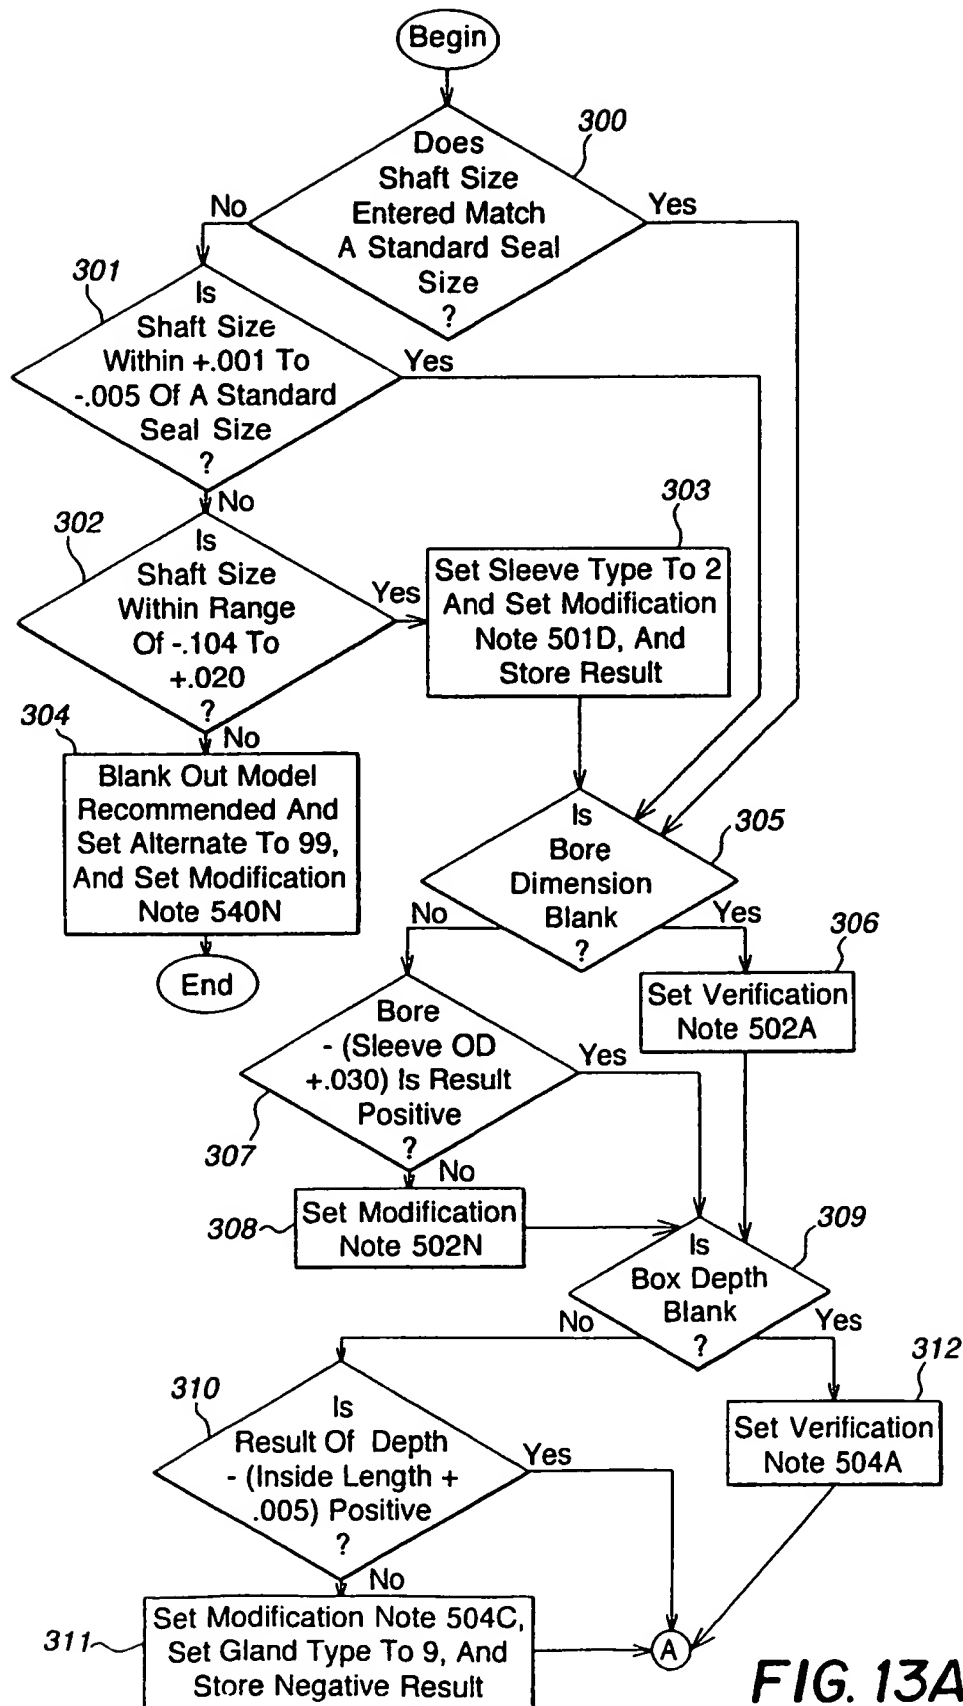 Begin
300
Does
Shaft Size
Entered Match
A Standard Seal
Size
?
No
Yes
301
Is
Shaft Size
Within +.001 To
-.005 Of A Standard
Seal Size
?
Yes
No
302
Is
Shaft Size
Within Range
Of -.104 To
+.020
?
Yes
No
303
Set Sleeve Type To 2
And Set Modification
Note 501D, And
Store Result
304
Blank Out Model
Recommended And
Set Alternate To 99,
And Set Modification
Note 540N
End
305
Is
Bore
Dimension
Blank
?
No
Yes
306
Set Verification
Note 502A
Bore
- (Sleeve OD
+.030) Is Result
Positive
?
307
Yes
No
308
Set Modification
Note 502N
309
Is
Box Depth
Blank
?
No
Yes
312
Set Verification
Note 504A
310
Is
Result Of Depth
- (Inside Length +
.005) Positive
?
Yes
No
311
Set Modification Note 504C,
Set Gland Type To 9, And
Store Negative Result
A
FIG. 13A